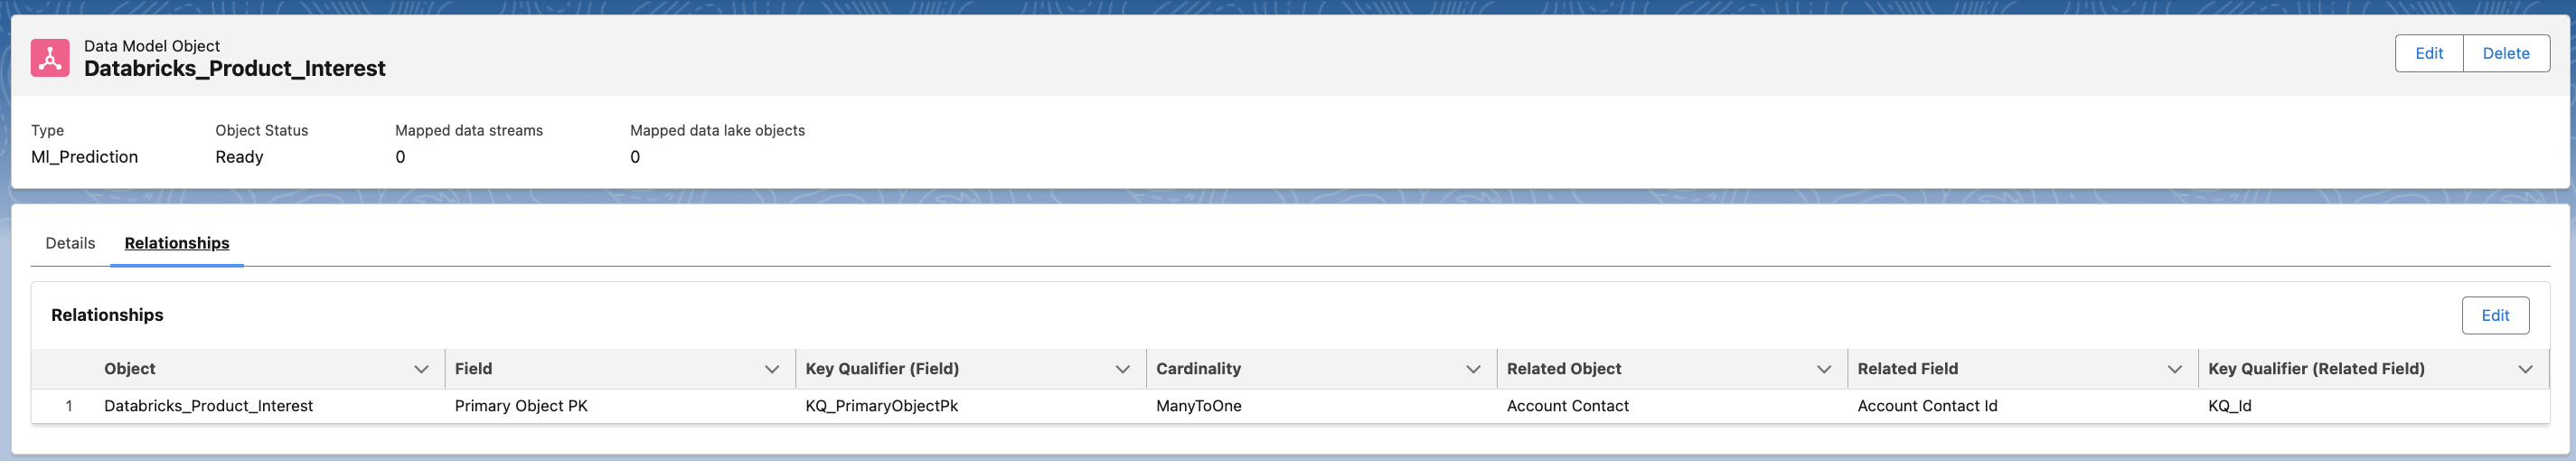 Data Model Object
Databricks_Product_Interest
Edit Delete
Type Object Status Mapped data streams Mapped data lake objects
Ml_Prediction Ready 0 0
Details Relationships
Relationships
Edit
Object Field Key Qualifier (Field) Cardinality Related Object Related Field Key Qualifier (Related Field)
1 Databricks_Product_Interest Primary Object PK KQ_PrimaryObjectPk ManyToOne Account Contact Account Contact Id KQ_Id